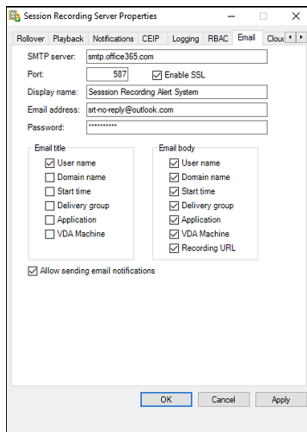 Session Recording Server Properties
Rollover Playback Notifications CEIP Logging RBAC Email Cloud
SMTP server: smtp.office365.com
Port: 587 Enable SSL
Display name: Sesssion Recording Alert System
Email address: srt-no-reply@outlook.com
Password: **********
Email title Email body
User name User name
Domain name Domain name
Start time Start time
Delivery group Delivery group
Application Application
VDA Machine VDA Machine
Recording URL
Allow sending email notifications
OK Cancel Apply